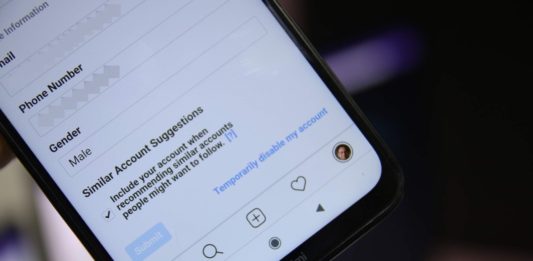 Information
Phone Number
Gender
Male
Similar Account Suggestions
Include your account when
recommending similar accounts
people might want to follow. [?]
Temporarily disable my account
Submit